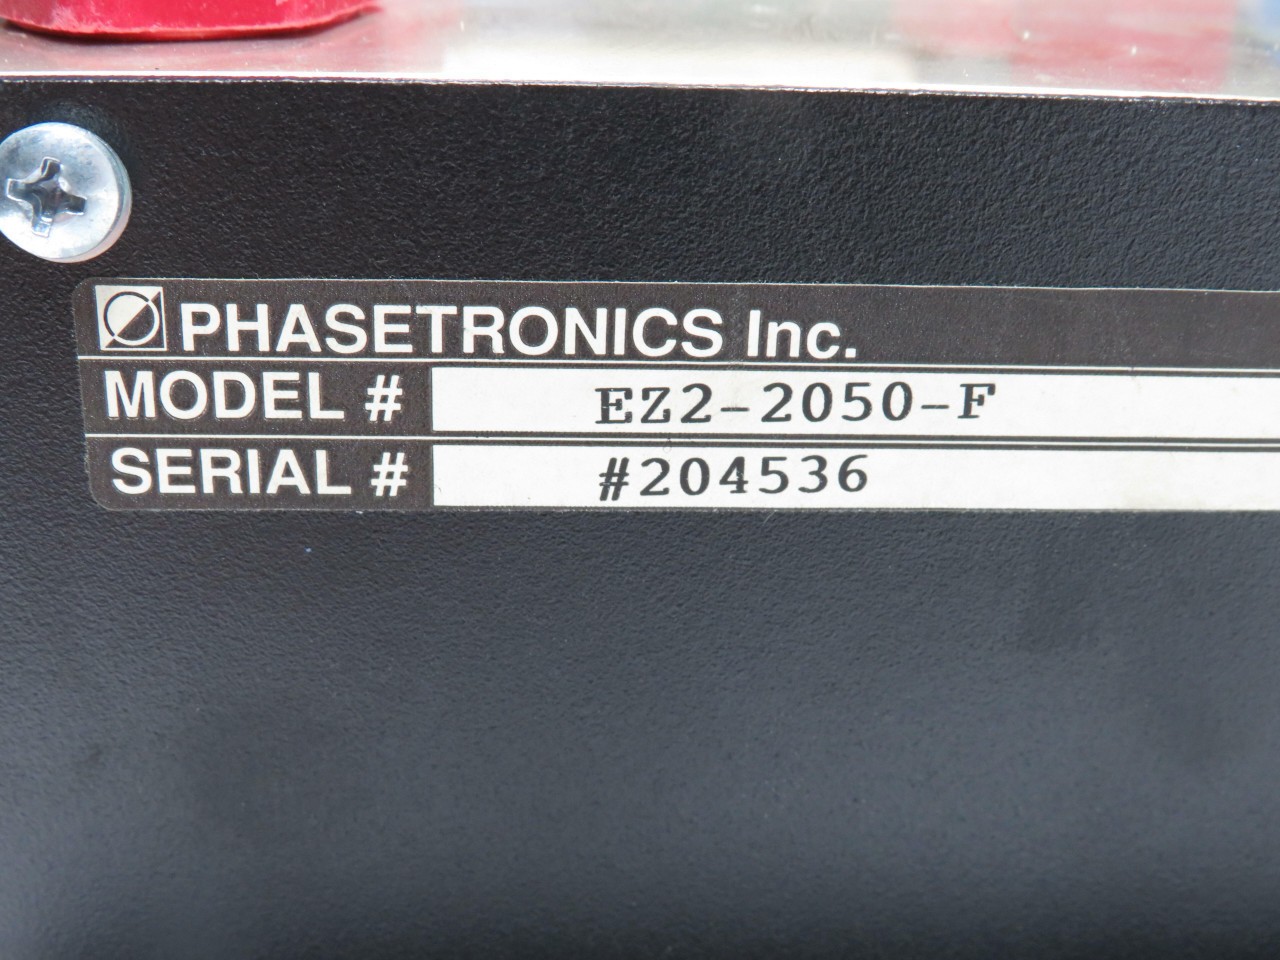 PHASETRONICS Inc.
MODEL # EZ2-2050-F
SERIAL # #204536